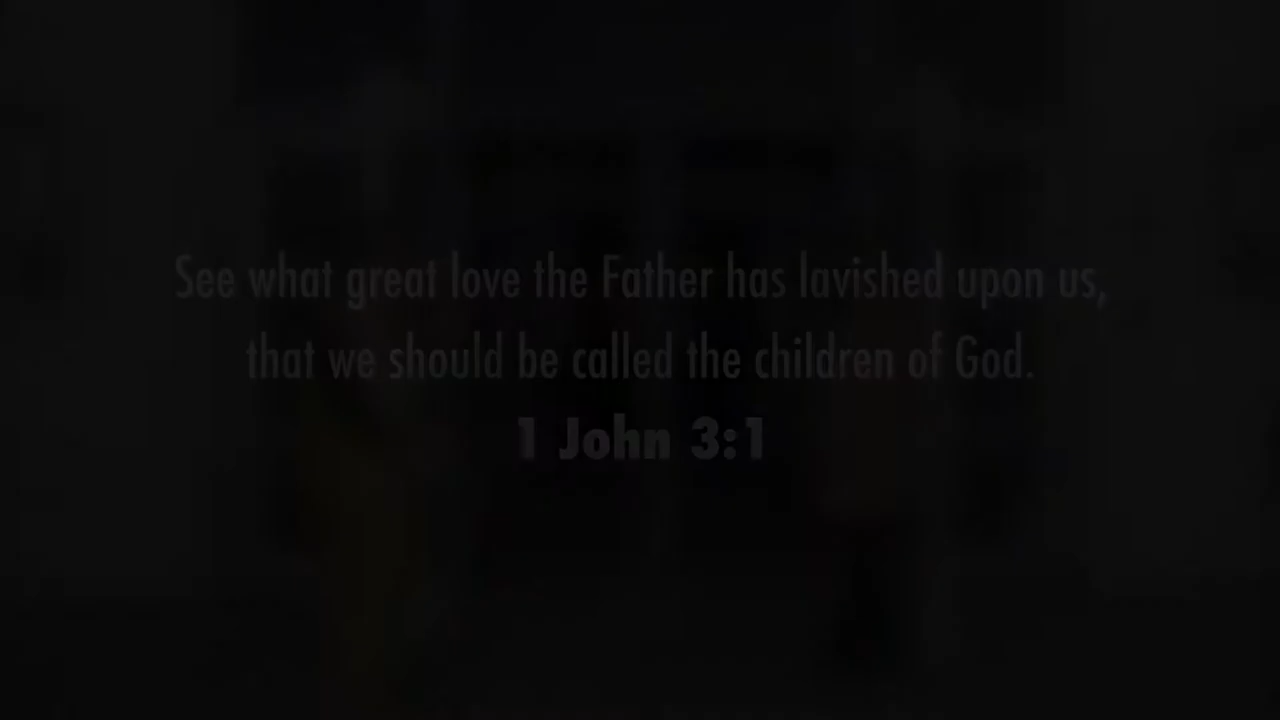 See what great love the Father has lavished upon us,
that we should be called the children of God.
1 John 3:1